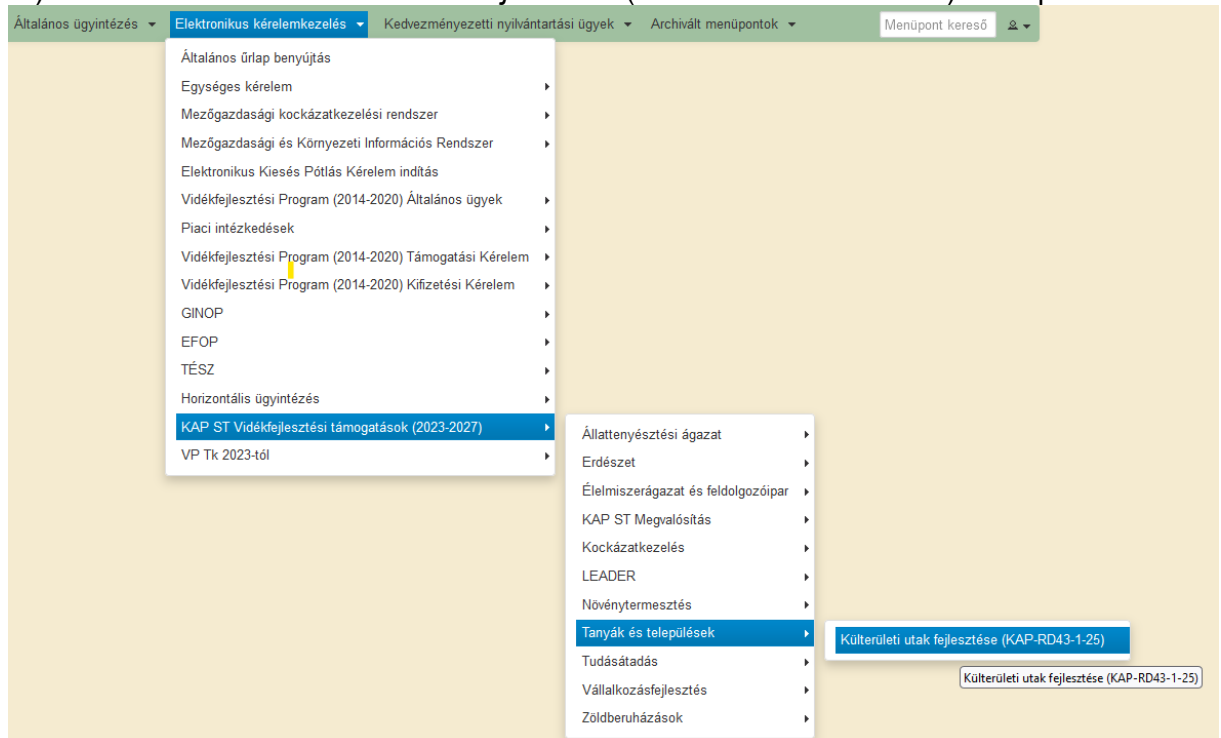 Általános ügyintézés Elektronikus kérelemkezelés Kedvezményezetti nyilvántartási ügyek Archivált menüpontok Menüpont kereső
Általános űrlap benyújtás
Egységes kérelem
Mezőgazdasági kockázatkezelési rendszer
Mezőgazdasági és Környezeti Információs Rendszer
Elektronikus Kiesés Pótlás Kérelem indítás
Vidékfejlesztési Program (2014-2020) Általános ügyek
Piaci intézkedések
Vidékfejlesztési Program (2014-2020) Támogatási Kérelem
Vidékfejlesztési Program (2014-2020) Kifizetési Kérelem
GINOP
EFOP
TÉSZ
Horizontális ügyintézés
KAP ST Vidékfejlesztési támogatások (2023-2027)
VP Tk 2023-tól
Állattenyésztési ágazat
Erdészet
Élelmiszerágazat és feldolgozóipar
KAP ST Megvalósítás
Kockázatkezelés
LEADER
Növénytermesztés
Tanyák és települések
Külterületi utak fejlesztése (KAP-RD43-1-25)
Tudásátadás
Külterületi utak fejlesztése (KAP-RD43-1-25)
Vállalkozásfejlesztés
Zöldberuházások